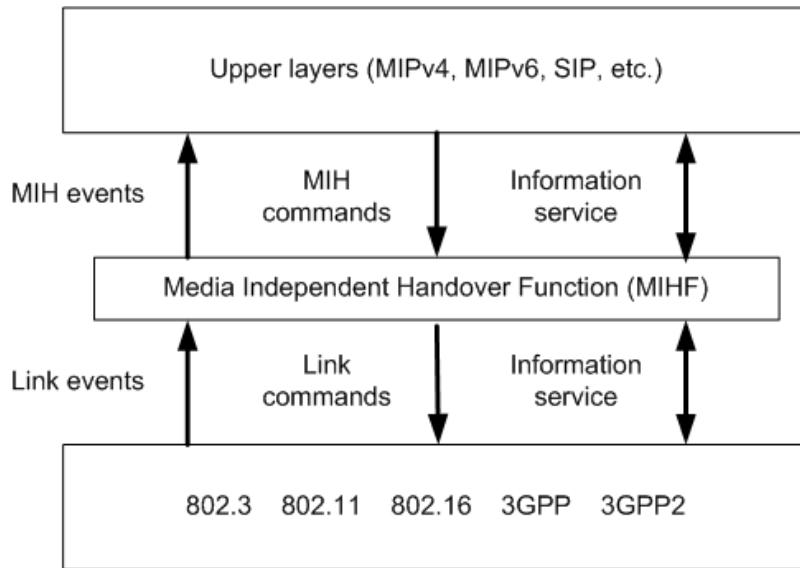 Upper layers (MIPv4, MIPv6, SIP, etc.)
MIH events
MIH
commands
Information
service
Media Independent Handover Function (MIHF)
Link events
Link
commands
Information
service
802.3 802.11 802.16 3GPP 3GPP2